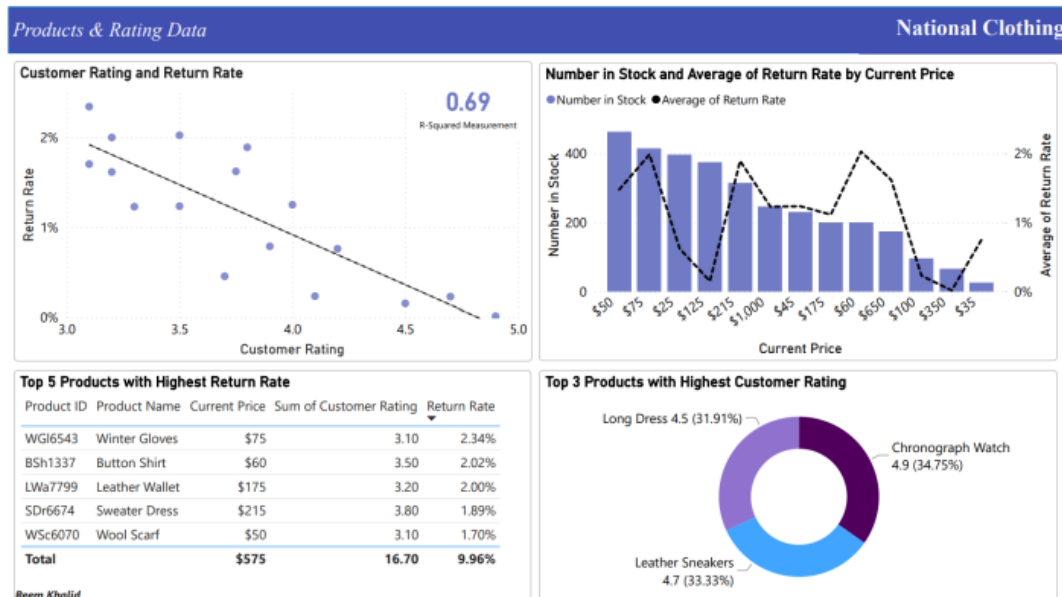 Products & Rating Data
National Clothing
Customer Rating and Return Rate
0.69
R-Squared Measurement
2%
1%
0%
Return Rate
3.0 3.5 4.0 4.5 5.0
Customer Rating
Number in Stock and Average of Return Rate by Current Price
Number in Stock Average of Return Rate
400
200
0
Number in Stock
2%
1%
0%
Average of Return Rate
$50 $75 $25 $125 $215 $1,000 $45 $175 $60 $650 $100 $350 $35
Current Price
Top 5 Products with Highest Return Rate
Product ID Product Name Current Price Sum of Customer Rating Return Rate
WGl6543 Winter Gloves $75 3.10 2.34%
BSh1337 Button Shirt $60 3.50 2.02%
LWa7799 Leather Wallet $175 3.20 2.00%
SDr6674 Sweater Dress $215 3.80 1.89%
WSc6070 Wool Scarf $50 3.10 1.70%
Total $575 16.70 9.96%
Reem Khalid
Top 3 Products with Highest Customer Rating
Long Dress 4.5 (31.91%)
Chronograph Watch
4.9 (34.75%)
Leather Sneakers
4.7 (33.33%)